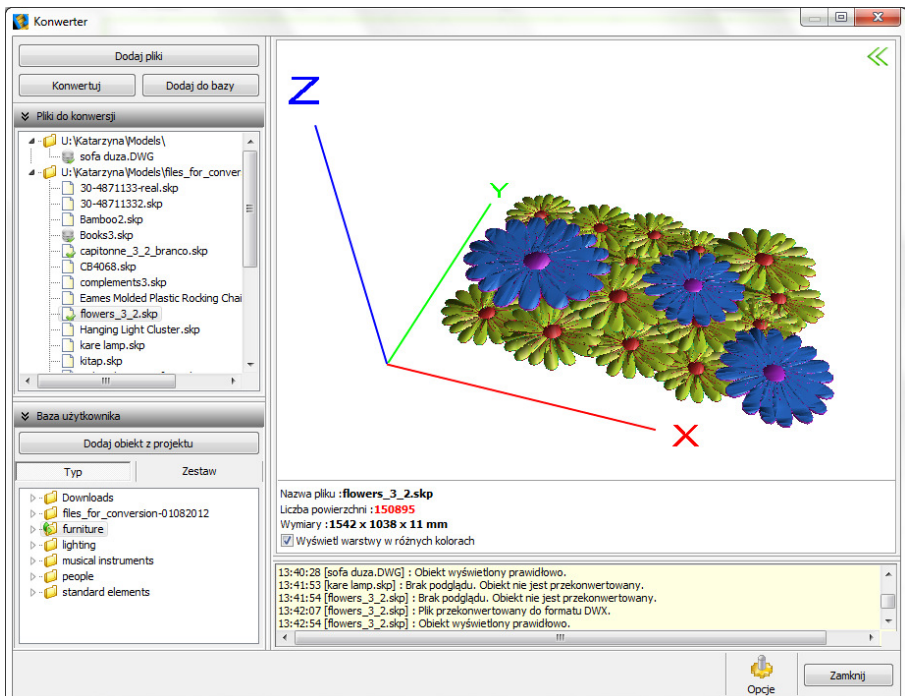 Konwerter
Dodaj pliki
Konwertuj
Dodaj do bazy
Pliki do konwersji
U:\Katarzyna\Models\
sofa duza.DWG
U:\Katarzyna\Models\files_for_conver
30-4871133-real.skp
30-48711332.skp
Bamboo2.skp
Books3.skp
capitonne_3_2_branco.skp
CB4068.skp
complements3.skp
Eames Molded Plastic Rocking Chai
flowers_3_2.skp
Hanging Light Cluster.skp
kare lamp.skp
kitap.skp
Baza użytkownika
Dodaj obiekt z projektu
Typ
Zestaw
Downloads
files_for_conversion-01082012
furniture
lighting
musical instruments
people
standard elements
Z
Y
X
Nazwa pliku :flowers_3_2.skp
Liczba powierzchni :150895
Wymiary :1542 x 1038 x 11 mm
Wyświetl warstwy w różnych kolorach
13:40:28 [sofa duza.DWG] : Obiekt wyświetlony prawidłowo.
13:41:53 [kare lamp.skp] : Brak podglądu. Obiekt nie jest przekonwertowany.
13:41:54 [flowers_3_2.skp] : Brak podglądu. Obiekt nie jest przekonwertowany.
13:42:07 [flowers_3_2.skp] : Plik przekonwertowany do formatu DWX.
13:42:54 [flowers_3_2.skp] : Obiekt wyświetlony prawidłowo.
Opcje
Zamknij